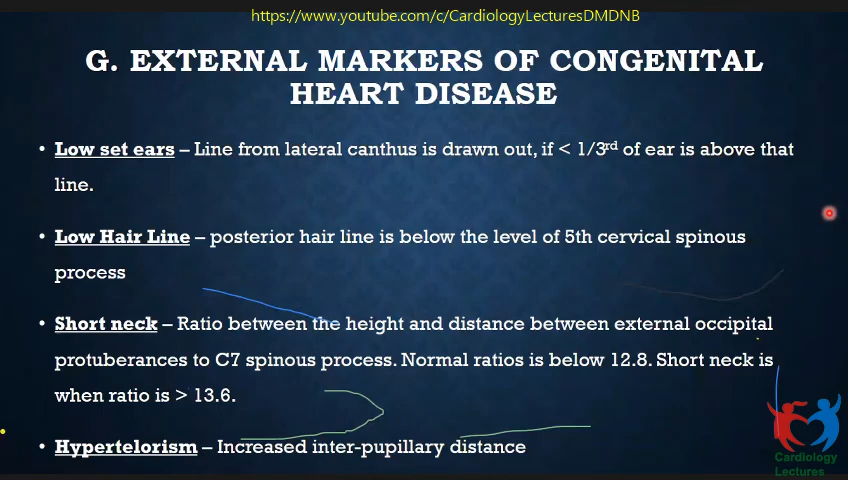 https://www.youtube.com/c/CardiologyLecturesDMDNB
G. EXTERNAL MARKERS OF CONGENITAL
HEART DISEASE
• Low set ears – Line from lateral canthus is drawn out, if < 1/3rd of ear is above that
line.
• Low Hair Line – posterior hair line is below the level of 5th cervical spinous
process
• Short neck – Ratio between the height and distance between external occipital
protuberances to C7 spinous process. Normal ratios is below 12.8. Short neck is
when ratio is > 13.6.
• Hypertelorism – Increased inter-pupillary distance
Cardiology
Lectures